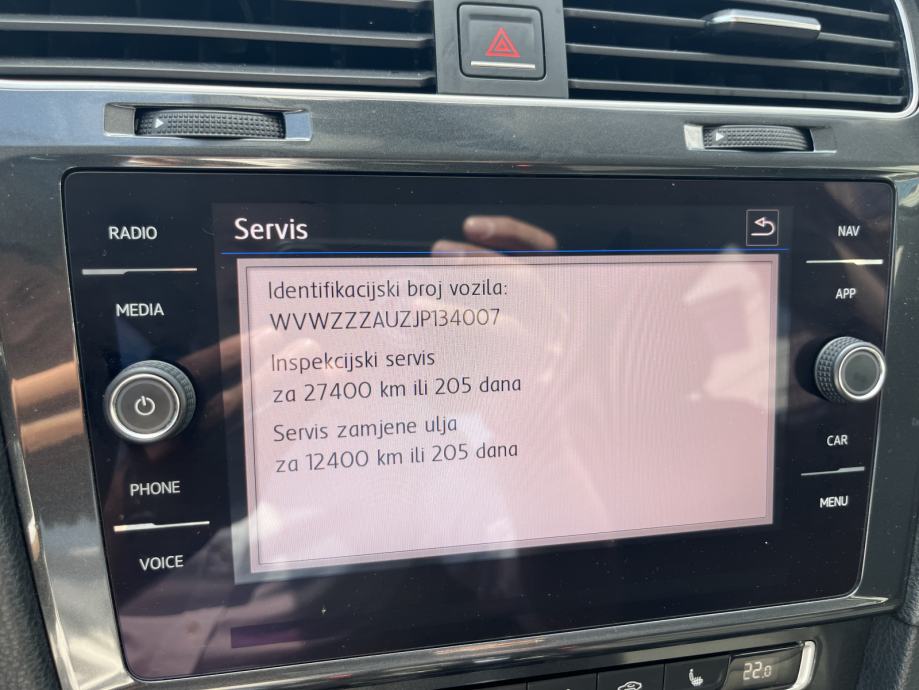 RADIO
MEDIA
PHONE
VOICE
Servis
Identifikacijski broj vozila:
WVWZZZAUZJP134007
Inspekcijski servis
za 27400 km ili 205 dana
Servis zamjene ulja
za 12400 km ili 205 dana
NAV
APP
CAR
MENU
22.0